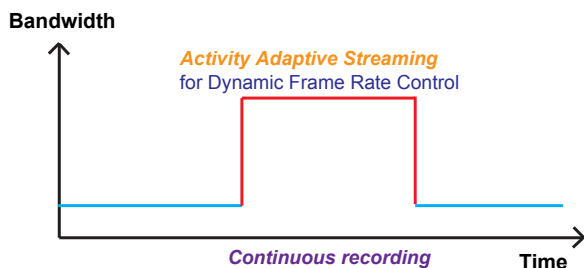 Bandwidth
Activity Adaptive Streaming
for Dynamic Frame Rate Control
Continuous recording
Time